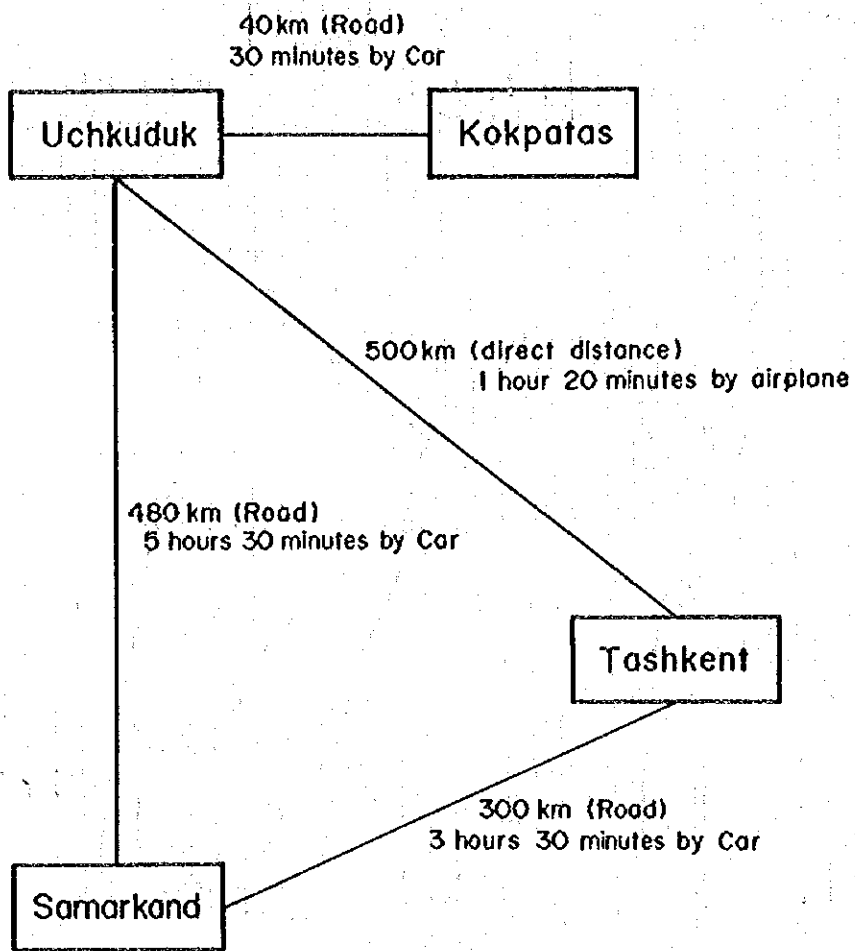 40km (Road)
30 minutes by Car
Uchkuduk
Kokpatas
500km (direct distance)
1 hour 20 minutes by airplane
480 km (Road)
5 hours 30 minutes by Car
Tashkent
300 km (Road)
3 hours 30 minutes by Car
Samarkand